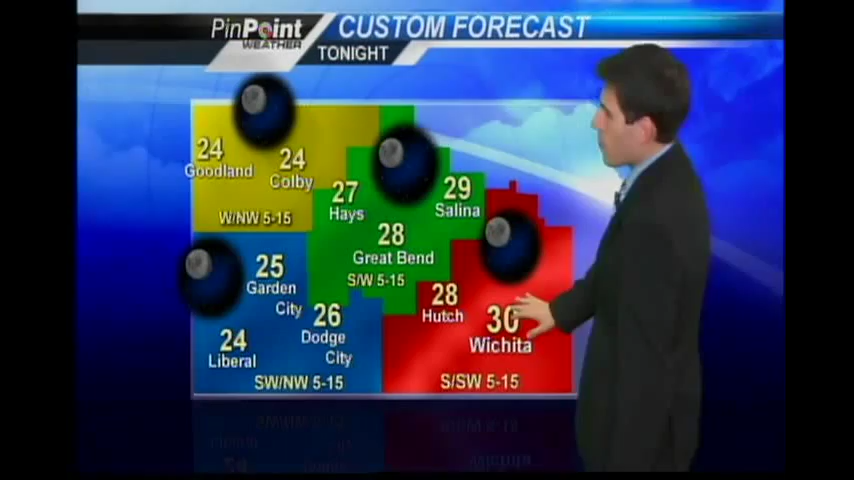 PinPoint
WEATHER
CUSTOM FORECAST
TONIGHT
24
Goodland
24
Colby
W/NW 5-15
27
Hays
29
Salina
28
Great Bend
S/W 5-15
25
Garden
City
24
Liberal
26
Dodge
City
SW/NW 5-15
28
Hutch
30
Wichita
S/SW 5-15